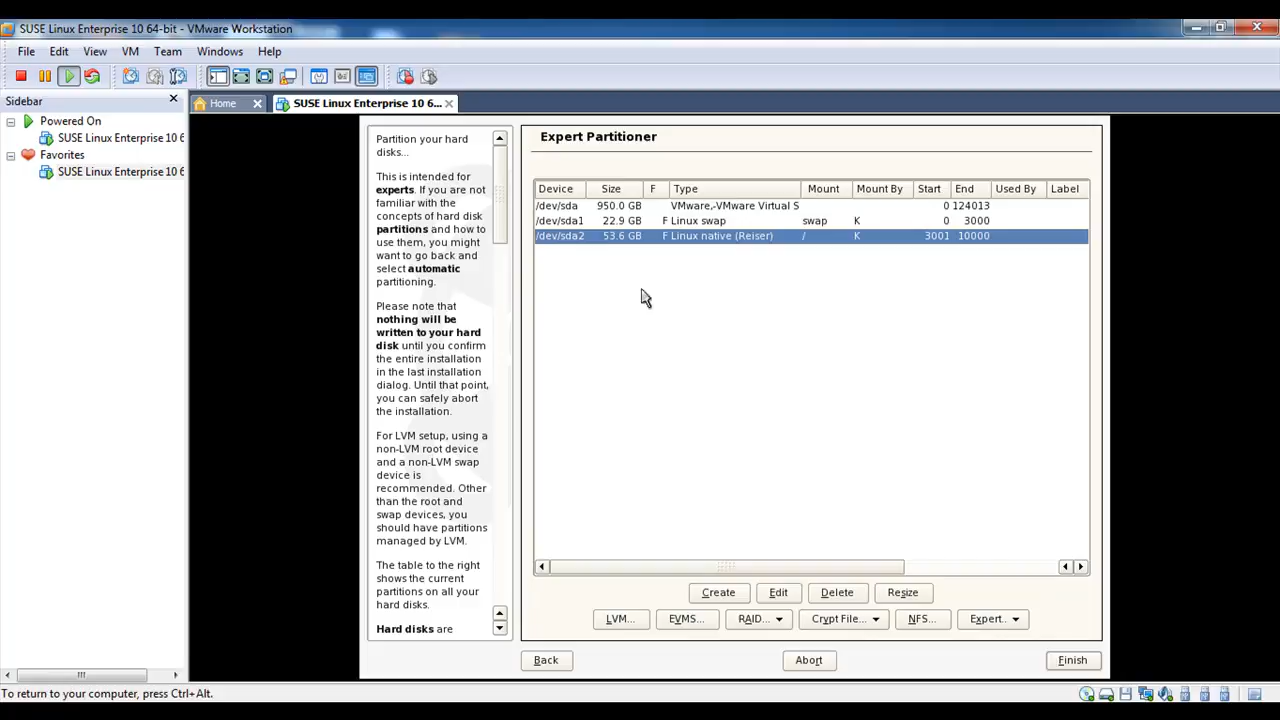 SUSE Linux Enterprise 10 64-bit - VMware Workstation
File Edit View VM Team Windows Help
Sidebar
Home
SUSE Linux Enterprise 10 6...
Powered On
SUSE Linux Enterprise 10 6
Favorites
SUSE Linux Enterprise 10 6
Partition your hard
disks...
This is intended for
experts. If you are not
familiar with the
concepts of hard disk
partitions and how to
use them, you might
want to go back and
select automatic
partitioning.
Please note that
nothing will be
written to your hard
disk until you confirm
the entire installation
in the last installation
dialog. Until that point,
you can safely abort
the installation.
For LVM setup, using a
non-LVM root device
and a non-LVM swap
device is
recommended. Other
than the root and
swap devices, you
should have partitions
managed by LVM.
The table to the right
shows the current
partitions on all your
hard disks.
Hard disks are
Expert Partitioner
Device Size F Type Mount Mount By Start End Used By Label
/dev/sda 950.0 GB VMware,-VMware Virtual S 0 124013
/dev/sda1 22.9 GB F Linux swap swap K 0 3000
/dev/sda2 53.6 GB F Linux native (Reiser) / K 3001 10000
Create Edit Delete Resize
LVM... EVMS... RAID... Crypt File... NFS... Expert..
Back Abort Finish
To return to your computer, press Ctrl+Alt.